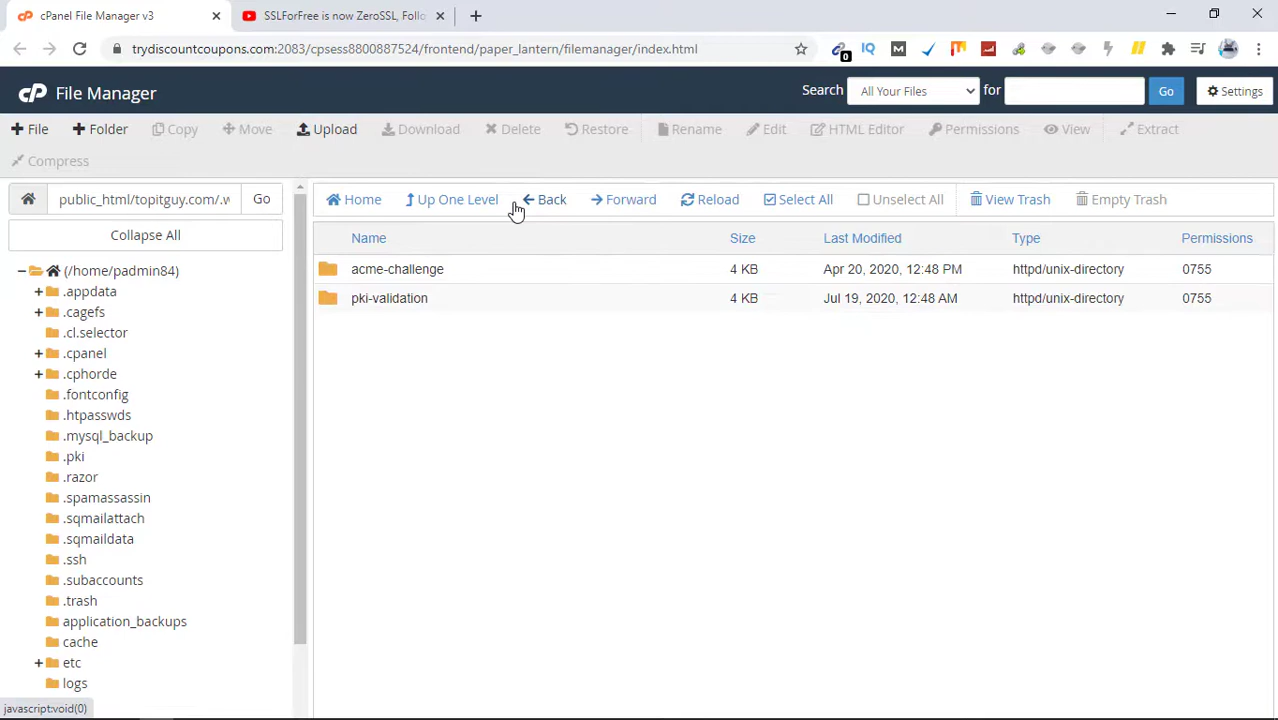 cPanel File Manager v3
SSLForFree is now ZeroSSL, Follo
trydiscountcoupons.com:2083/cpsess8800887524/frontend/paper_lantern/filemanager/index.html
0
IQ
M
cP File Manager
Search All Your Files for Go Settings
File Folder Copy Move Upload Download Delete Restore Rename Edit HTML Editor Permissions View Extract
Compress
public_html/topitguy.com/.w Go
Home Up One Level Back Forward Reload Select All Unselect All View Trash Empty Trash
Collapse All
Name Size Last Modified Type Permissions
acme-challenge 4 KB Apr 20, 2020, 12:48 PM httpd/unix-directory 0755
pki-validation 4 KB Jul 19, 2020, 12:48 AM httpd/unix-directory 0755
(/home/padmin84)
.appdata
.cagefs
.cl.selector
.cpanel
.cphorde
.fontconfig
.htpasswds
.mysql_backup
.pki
.razor
.spamassassin
.sqmailattach
.sqmaildata
.ssh
.subaccounts
.trash
application_backups
cache
etc
logs
javascript:void(0)